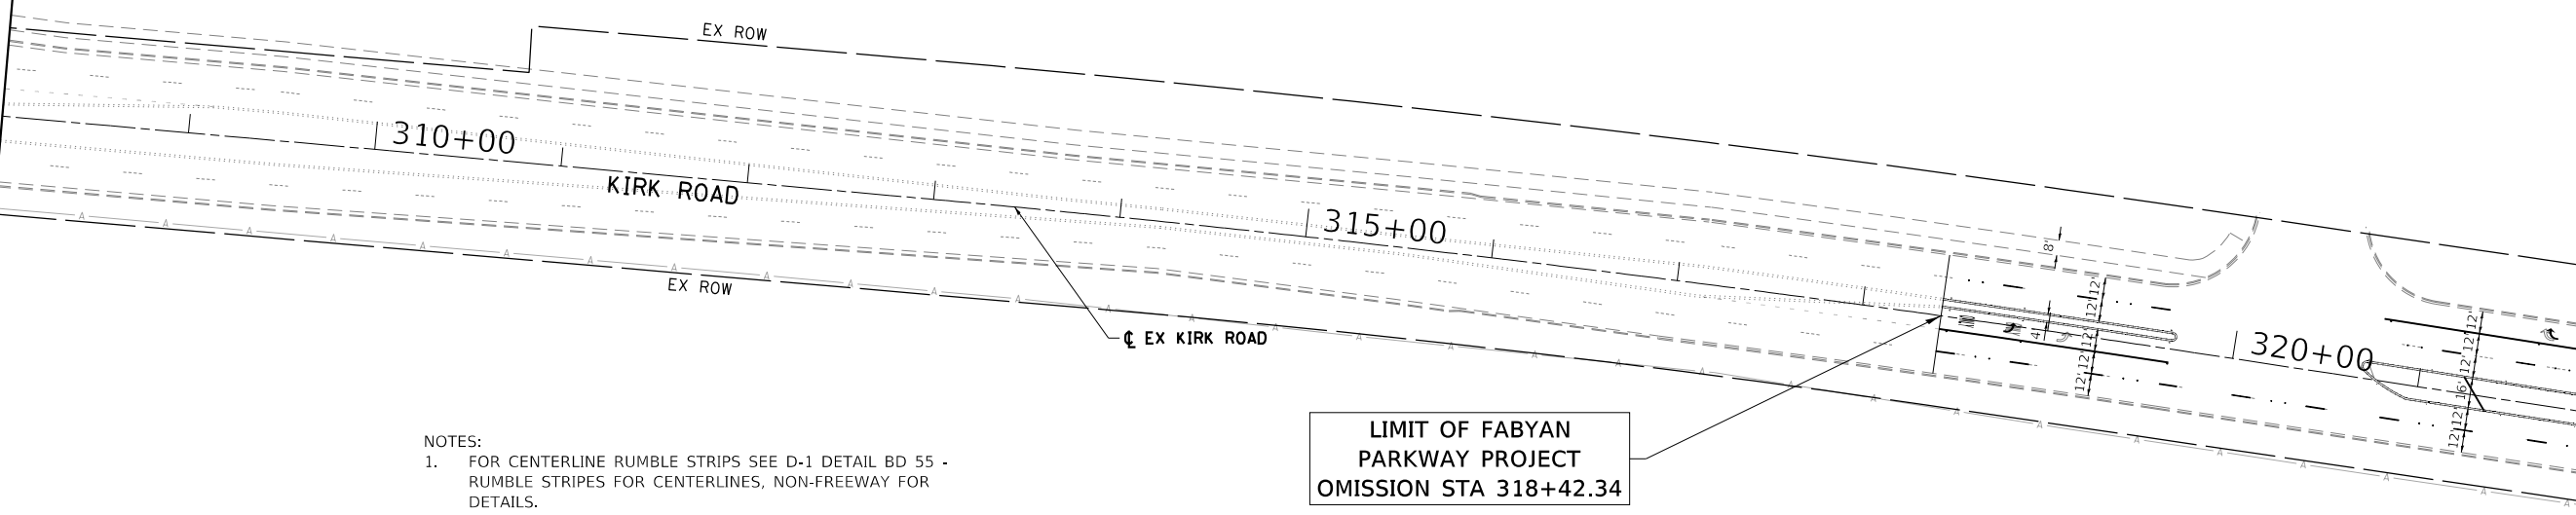 EX ROW
310+00
KIRK ROAD
315+00
EX ROW
℄ EX KIRK ROAD
8'
12' 12'
4'
12' 12' 12'
320+00
12' 12' 12'
16'
12' 12'
LIMIT OF FABYAN
PARKWAY PROJECT
OMISSION STA 318+42.34
NOTES:
1. FOR CENTERLINE RUMBLE STRIPS SEE D-1 DETAIL BD 55 -
RUMBLE STRIPES FOR CENTERLINES, NON-FREEWAY FOR
DETAILS.